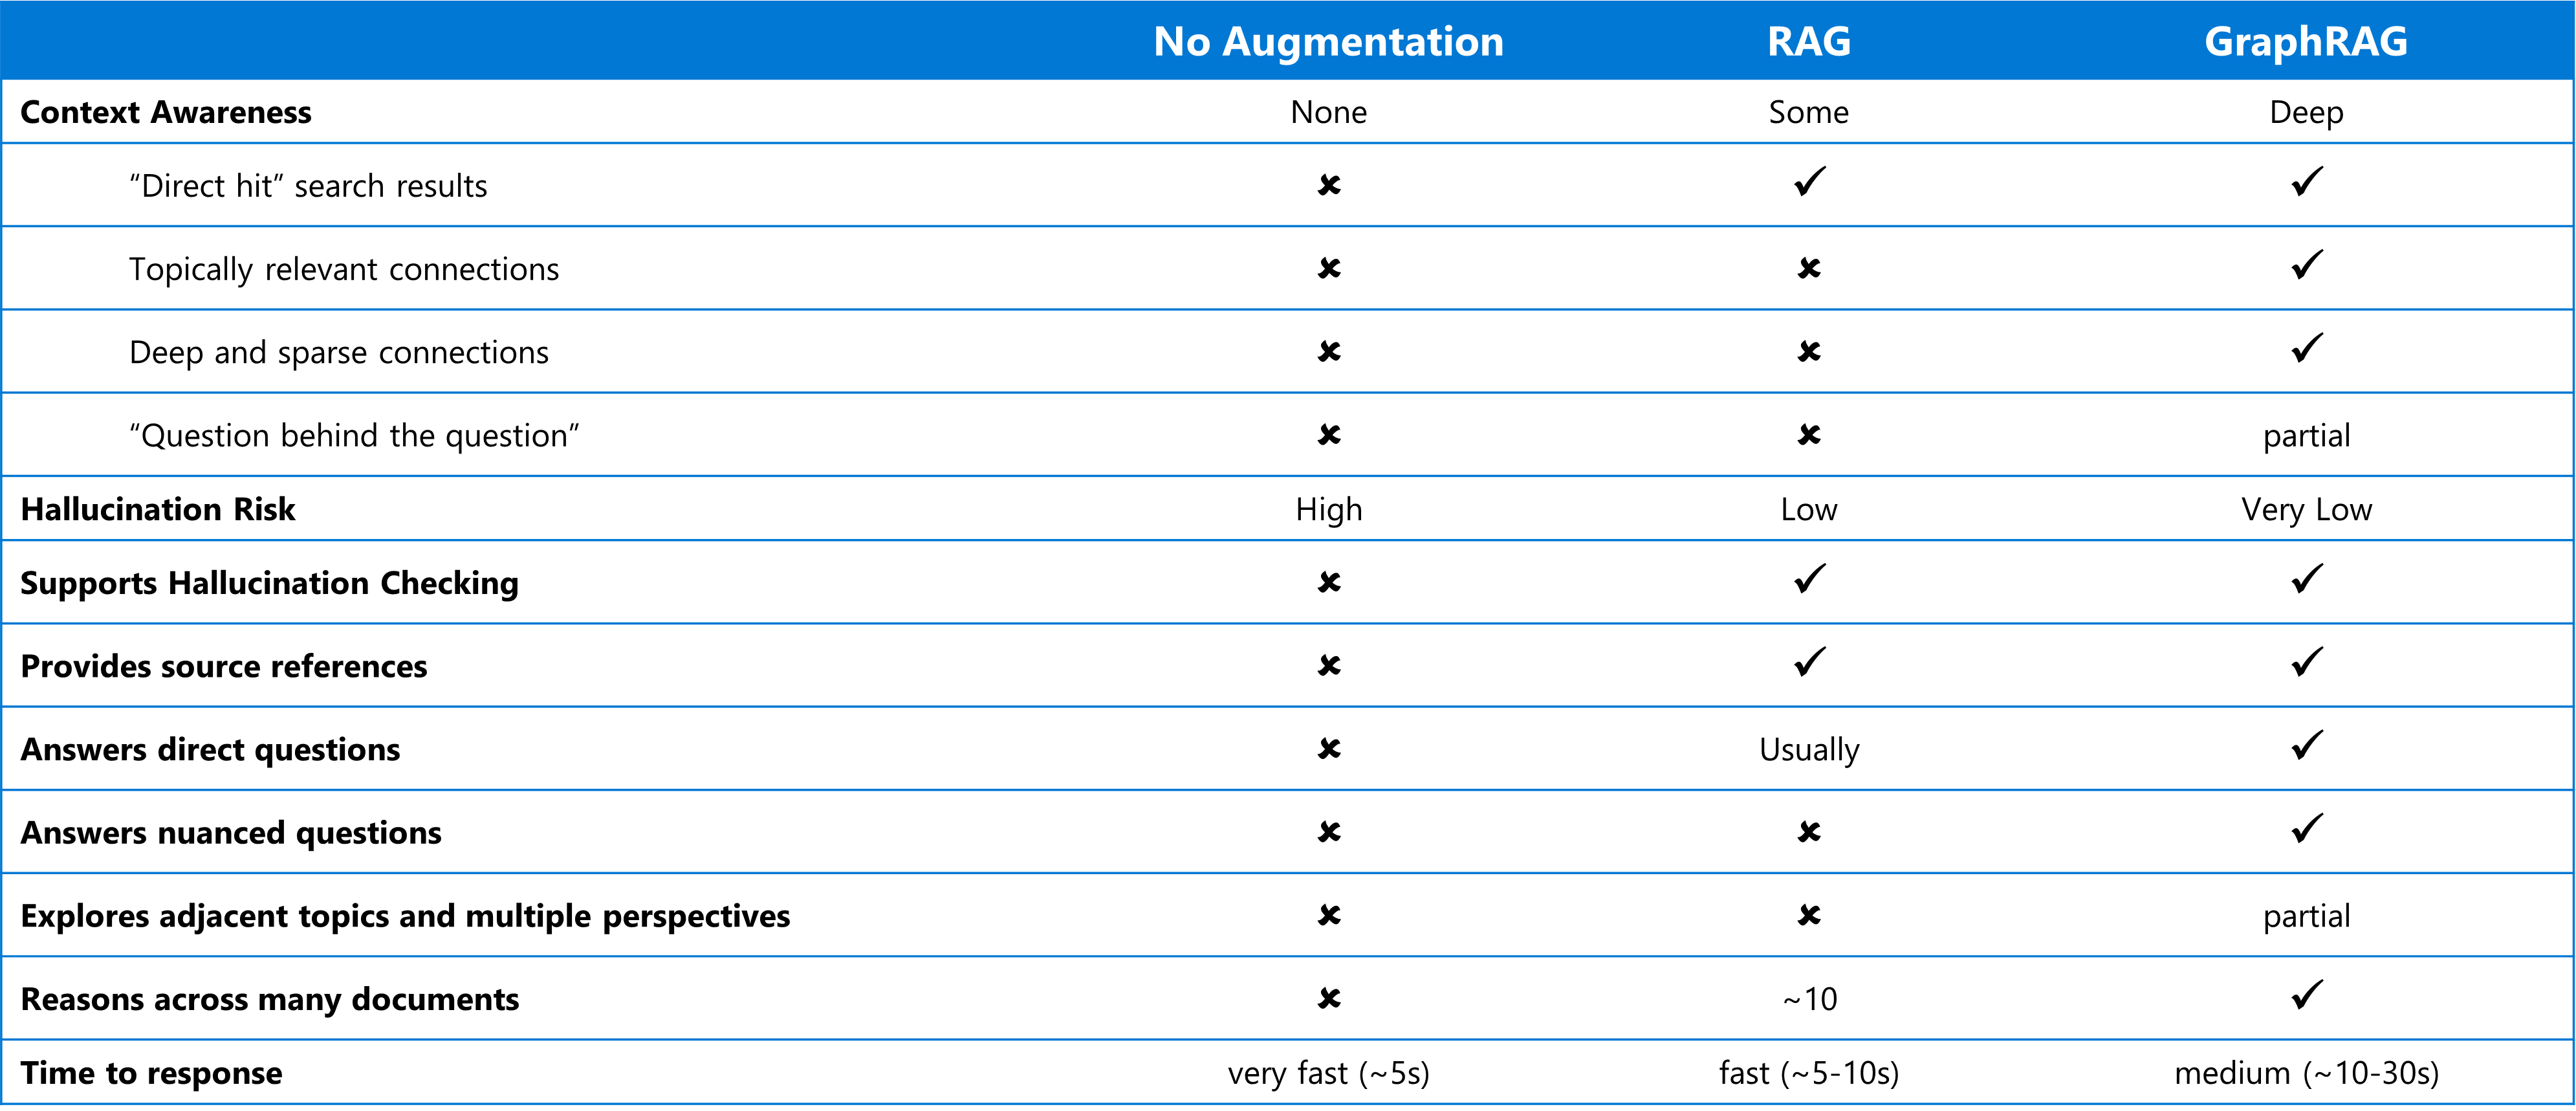 No Augmentation RAG GraphRAG
Context Awareness None Some Deep
“Direct hit” search results ✘ ✓ ✓
Topically relevant connections ✘ ✘ ✓
Deep and sparse connections ✘ ✘ ✓
“Question behind the question” ✘ ✘ partial
Hallucination Risk High Low Very Low
Supports Hallucination Checking ✘ ✓ ✓
Provides source references ✘ ✓ ✓
Answers direct questions ✘ Usually ✓
Answers nuanced questions ✘ ✘ ✓
Explores adjacent topics and multiple perspectives ✘ ✘ partial
Reasons across many documents ✘ ~10 ✓
Time to response very fast (~5s) fast (~5-10s) medium (~10-30s)